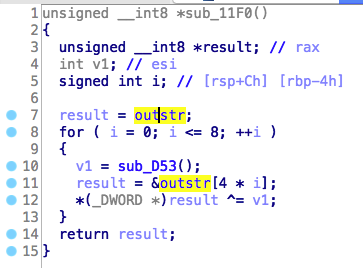 1 unsigned __int8 *sub_11F0()
2 {
3 unsigned __int8 *result; // rax
4 int v1; // esi
5 signed int i; // [rsp+Ch] [rbp-4h]
6
7 result = outstr;
8 for ( i = 0; i <= 8; ++i )
9 {
10 v1 = sub_D53();
11 result = &outstr[4 * i];
12 *(_DWORD *)result ^= v1;
13 }
14 return result;
15 }